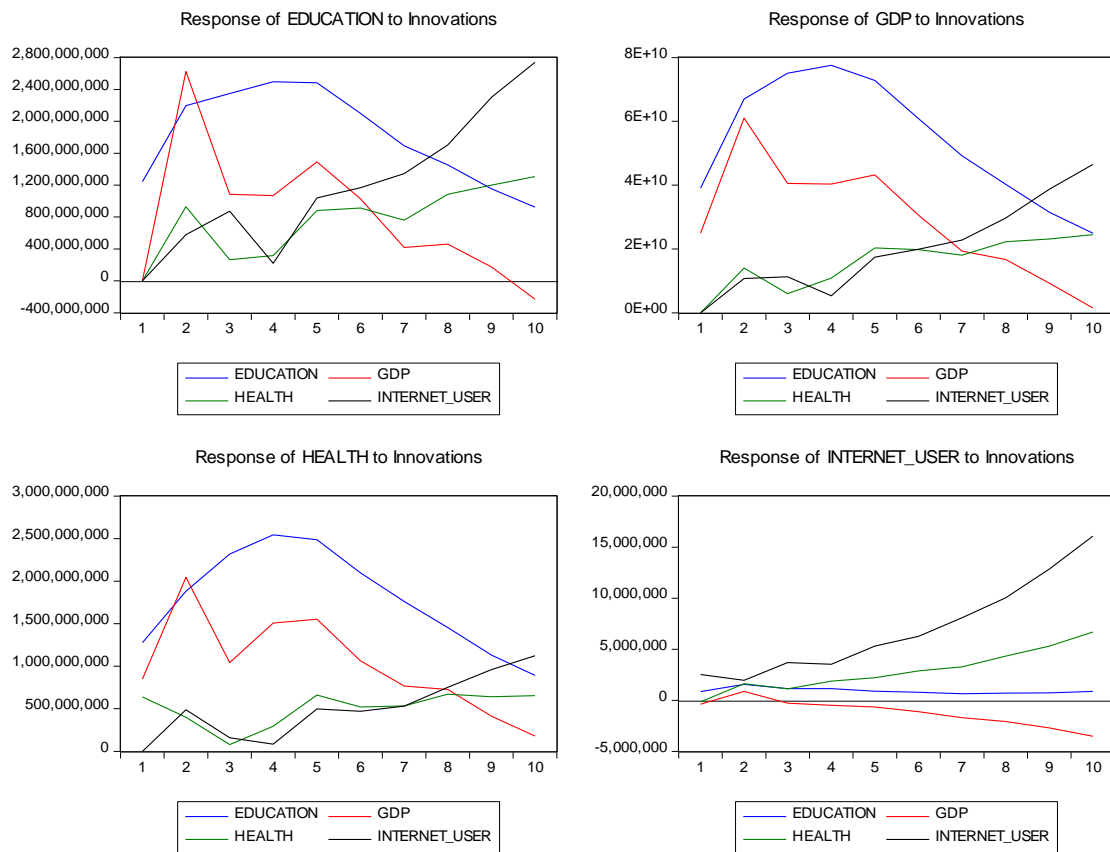 Response of EDUCATION to Innovations
2,800,000,000
2,400,000,000
2,000,000,000
1,600,000,000
1,200,000,000
800,000,000
400,000,000
0
-400,000,000
1 2 3 4 5 6 7 8 9 10
EDUCATION GDP
HEALTH INTERNET_USER
Response of GDP to Innovations
8E+10
6E+10
4E+10
2E+10
0E+00
1 2 3 4 5 6 7 8 9 10
EDUCATION GDP
HEALTH INTERNET_USER
Response of HEALTH to Innovations
3,000,000,000
2,500,000,000
2,000,000,000
1,500,000,000
1,000,000,000
500,000,000
0
1 2 3 4 5 6 7 8 9 10
EDUCATION GDP
HEALTH INTERNET_USER
Response of INTERNET_USER to Innovations
20,000,000
15,000,000
10,000,000
5,000,000
0
-5,000,000
1 2 3 4 5 6 7 8 9 10
EDUCATION GDP
HEALTH INTERNET_USER